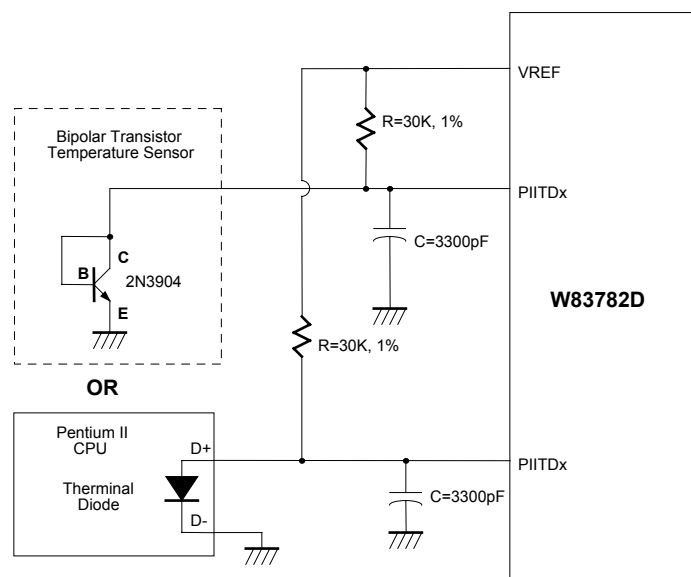 VREF
R=30K, 1%
Bipolar Transistor
Temperature Sensor
PIITDx
C=3300pF
C
B
2N3904
E
W83782D
R=30K, 1%
OR
Pentium II
CPU
D+
PIITDx
Therminal
Diode
C=3300pF
D-